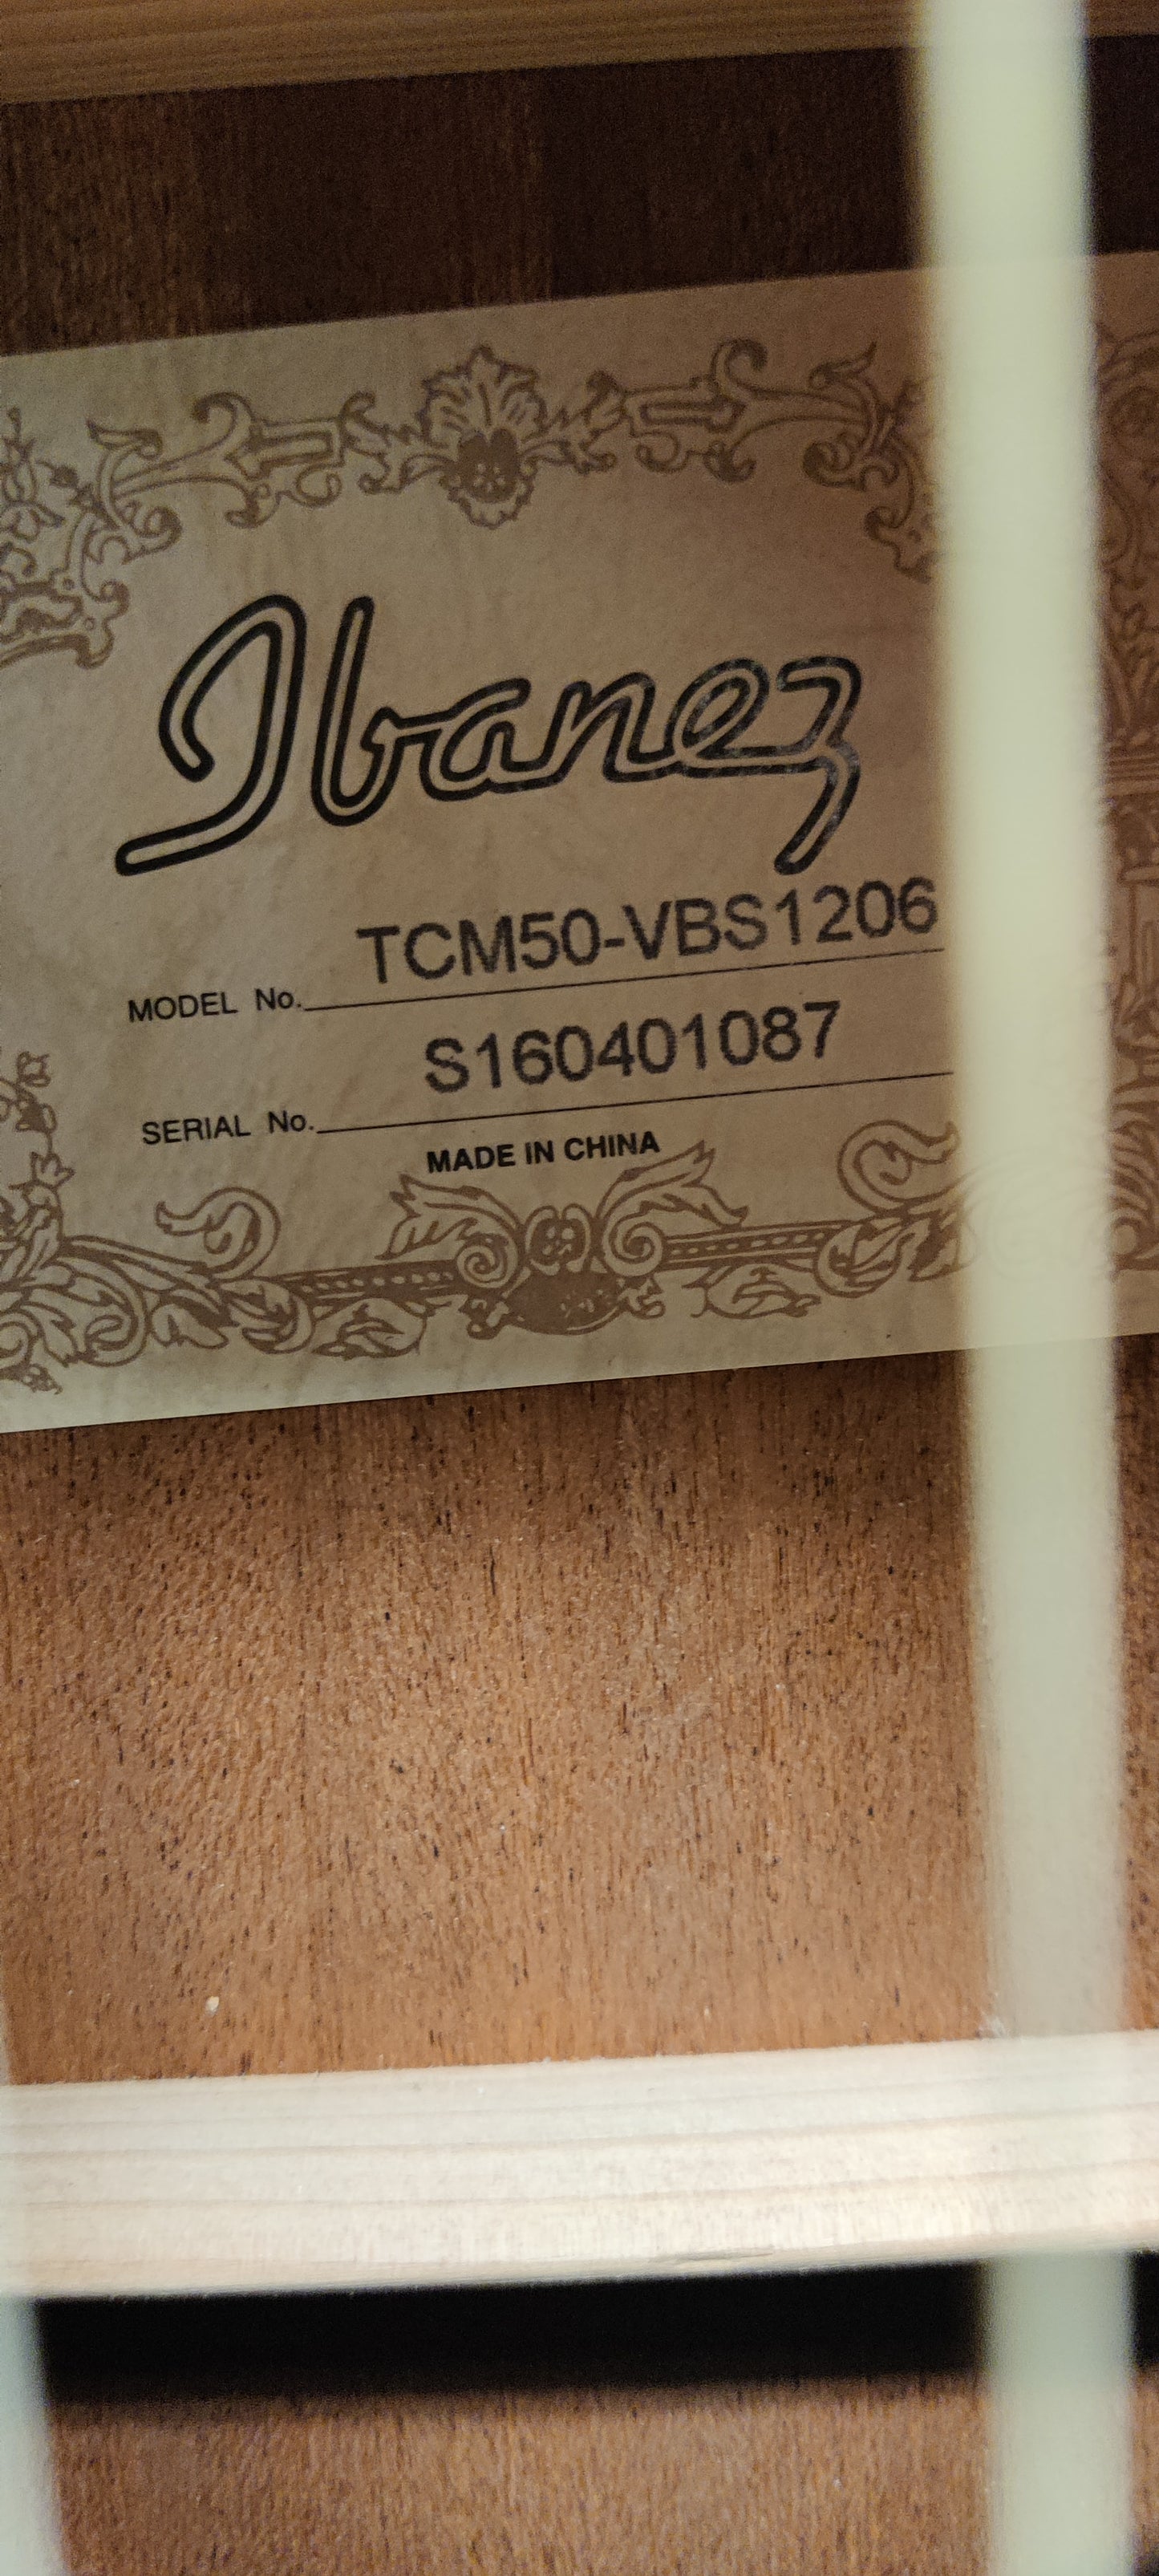 Ibanez
MODEL No. TCM50-VBS1206
SERIAL No. S160401087
MADE IN CHINA